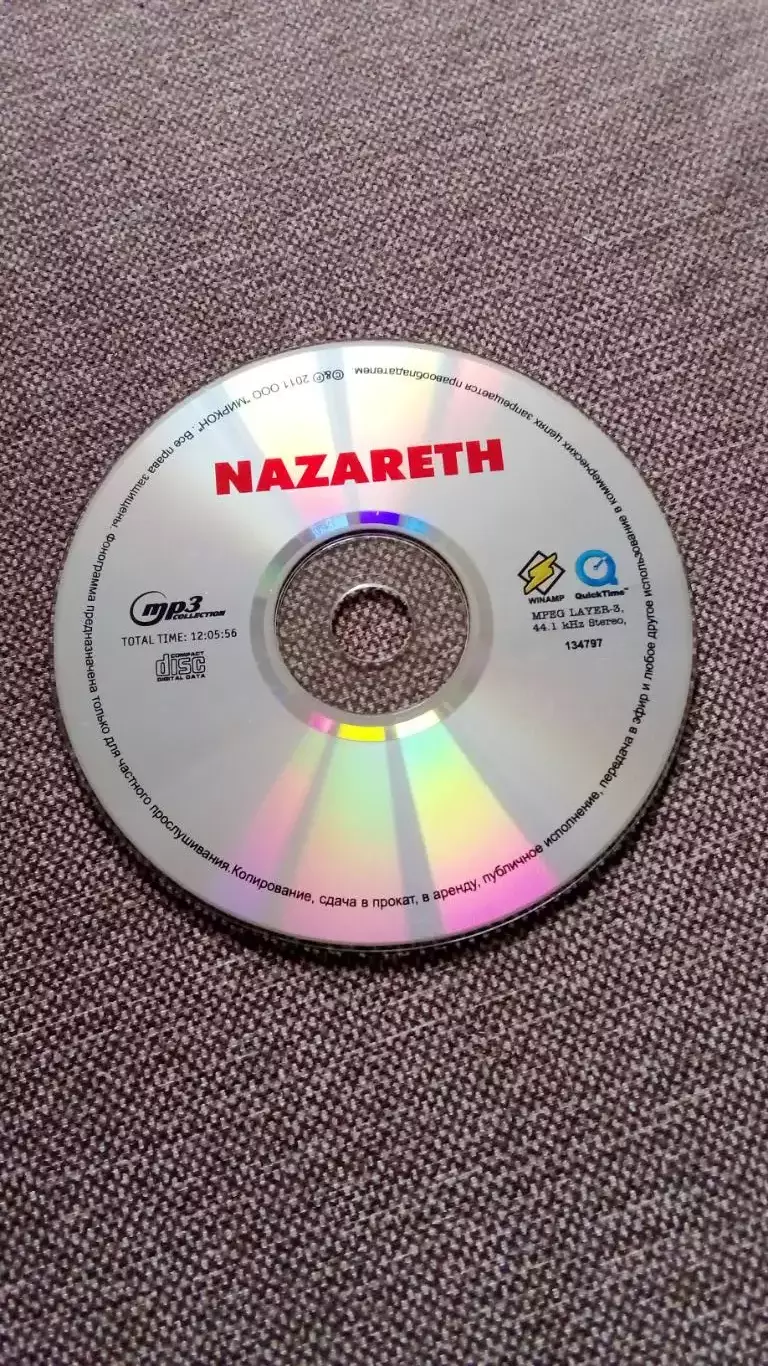 NAZARETH
mp3
COLLECTION
TOTAL TIME: 12:05:56
COMPACT
disc
DIGITAL DATA
WINAMP
QuickTime™
MPEG LAYER-3,
44.1 kHz Stereo,
134797
©&℗ 2011 ООО "МИРКОН". Все права защищены. Фонограмма предназначена только для частного прослушивания.Копирование, сдача в прокат, в аренду, публичное исполнение, передача в эфир и любое другое использование в коммерческих целях запрещается правообладателем.